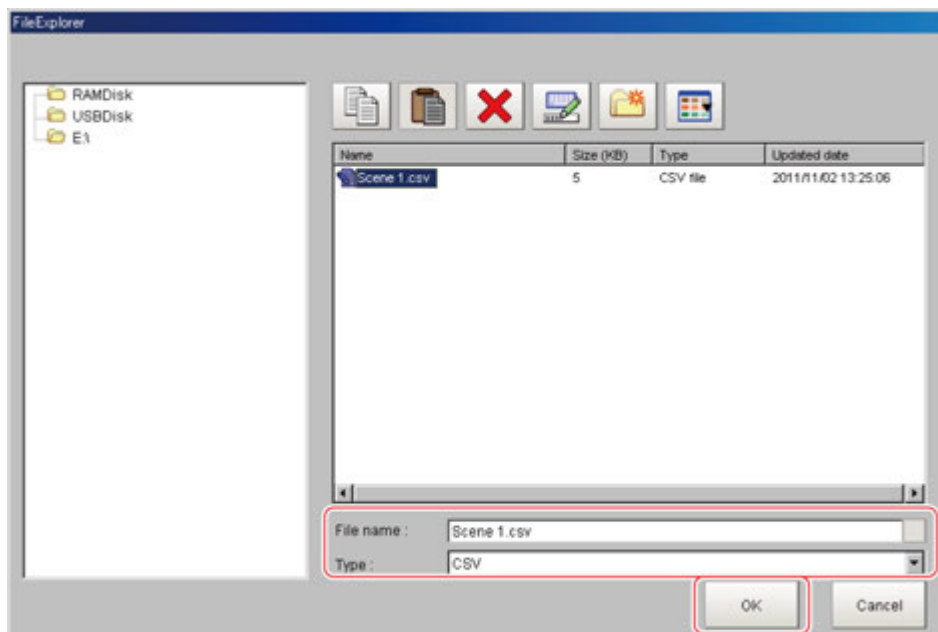 FileExplorer
RAMDisk
USBDisk
E:\
Name Size (KB) Type Updated date
Scene 1.csv 5 CSV file 2011/11/02 13:25:06
File name : Scene 1.csv
Type : CSV
OK Cancel